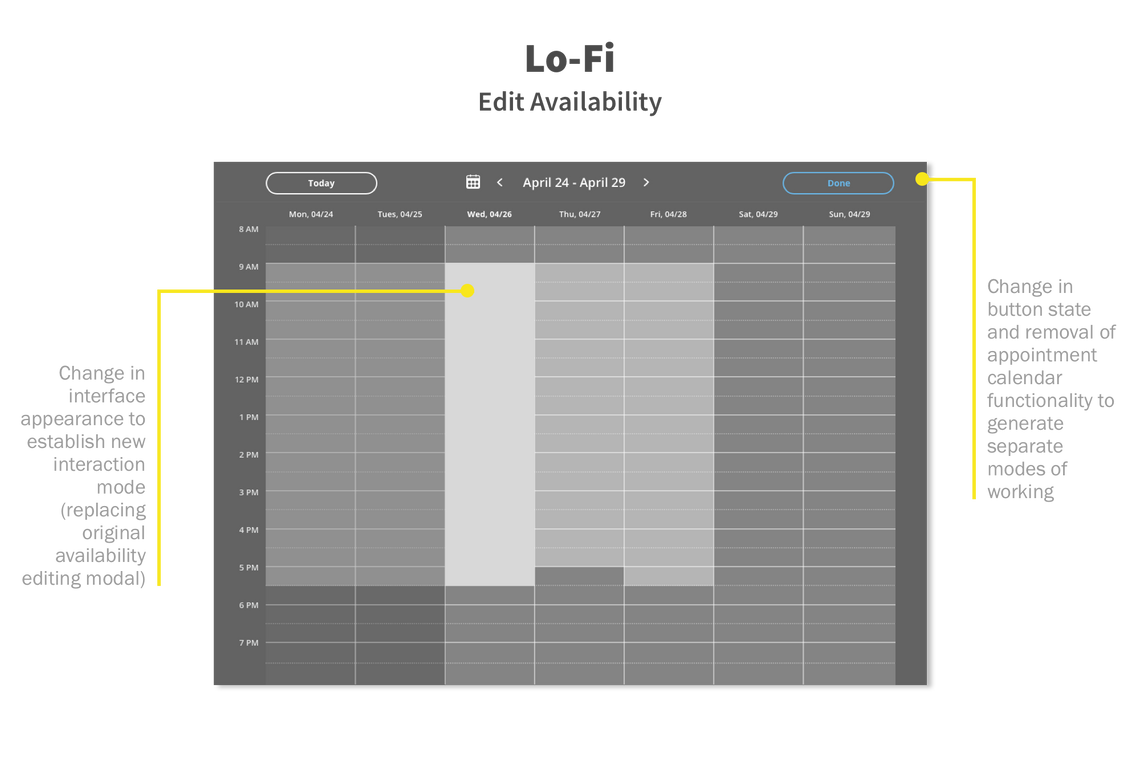 Lo-Fi
Edit Availability
Today
April 24 - April 29
Done
Mon, 04/24
Tues, 04/25
Wed, 04/26
Thu, 04/27
Fri, 04/28
Sat, 04/29
Sun, 04/29
8 AM
9 AM
10 AM
11 AM
12 PM
1 PM
2 PM
3 PM
4 PM
5 PM
6 PM
7 PM
Change in
interface
appearance to
establish new
interaction
mode
(replacing
original
availability
editing modal)
Change in
button state
and removal of
appointment
calendar
functionality to
generate
separate
modes of
working